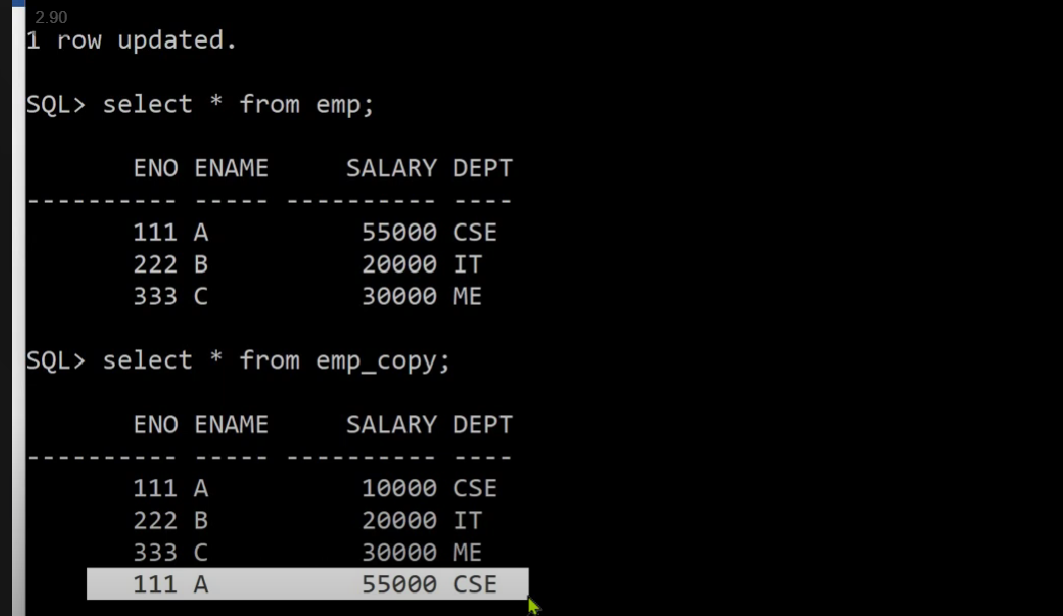 2.90
1 row updated.
SQL> select * from emp;
ENO ENAME SALARY DEPT
---------- ----- ---------- ----
111 A 55000 CSE
222 B 20000 IT
333 C 30000 ME
SQL> select * from emp_copy;
ENO ENAME SALARY DEPT
---------- ----- ---------- ----
111 A 10000 CSE
222 B 20000 IT
333 C 30000 ME
111 A 55000 CSE